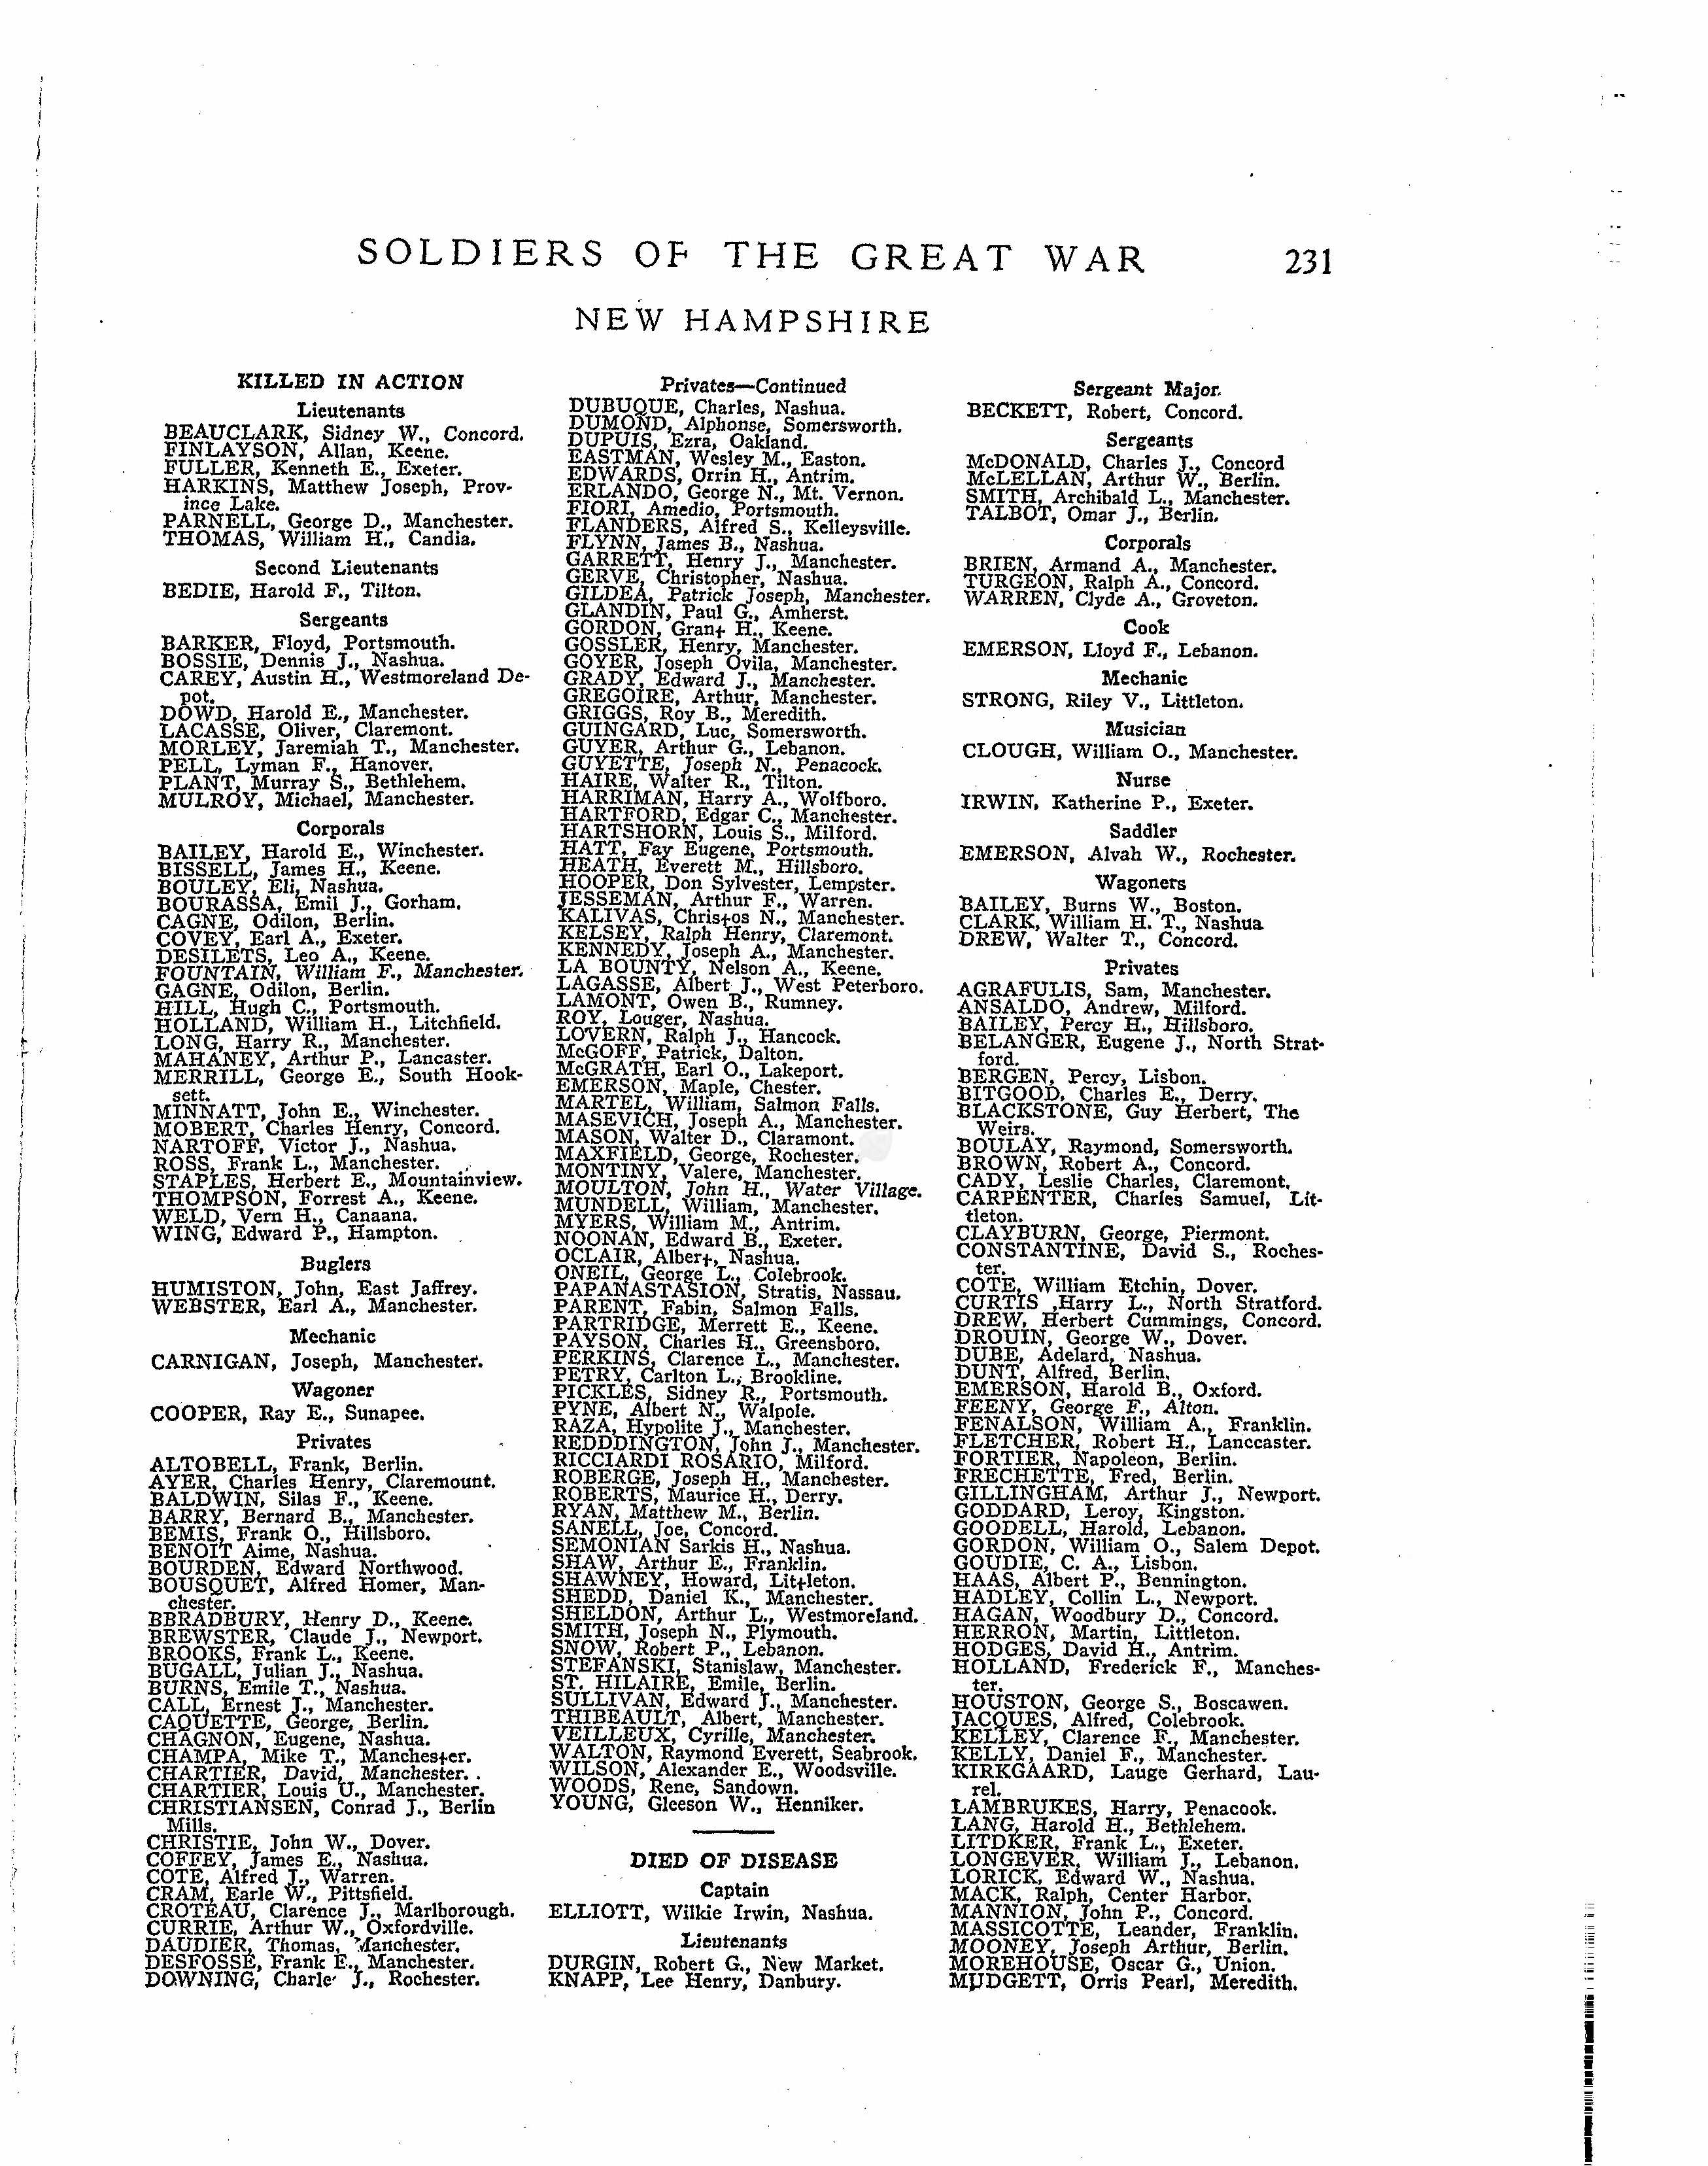 SOLDIERS OF THE GREAT WAR 231
NEW HAMPSHIRE
KILLED IN ACTION
Lieutenants
BEAUCLARK, Sidney W., Concord.
FINLAYSON, Allan, Keene.
FULLER, Kenneth E., Exeter.
HARKINS, Matthew Joseph, Prov-
ince Lake.
PARNELL, George D., Manchester.
THOMAS, William H., Candia.
Second Lieutenants
BEDIE, Harold F., Tilton.
Sergeants
BARKER, Floyd, Portsmouth.
BOSSIE, Dennis J., Nashua.
CAREY, Austin H., Westmoreland De-
pot.
DOWD, Harold E., Manchester.
LACASSE, Oliver, Claremont.
MORLEY, Jaremiah T., Manchester.
PELL, Lyman F., Hanover.
PLANT, Murray S., Bethlehem.
MULROY, Michael, Manchester.
Corporals
BAILEY, Harold E., Winchester.
BISSELL, James H., Keene.
BOULEY, Eli, Nashua.
BOURASSA, Emil J., Gorham.
CAGNE, Odilon, Berlin.
COVEY, Earl A., Exeter.
DESILETS, Leo A., Keene.
FOUNTAIN, William F., Manchester.
GAGNE, Odilon, Berlin.
HILL, Hugh C., Portsmouth.
HOLLAND, William H., Litchfield.
LONG, Harry R., Manchester.
MAHANEY, Arthur P., Lancaster.
MERRILL, George E., South Hook-
sett.
MINNATT, John E., Winchester.
MOBERT, Charles Henry, Concord.
NARTOFF, Victor J., Nashua.
ROSS, Frank L., Manchester.
STAPLES, Herbert E., Mountainview.
THOMPSON, Forrest A., Keene.
WELD, Vern H., Canaana.
WING, Edward P., Hampton.
Buglers
HUMISTON, John, East Jaffrey.
WEBSTER, Earl A., Manchester.
Mechanic
CARNIGAN, Joseph, Manchester.
Wagoner
COOPER, Ray E., Sunapee.
Privates
ALTOBELL, Frank, Berlin.
AYER, Charles Henry, Claremount.
BALDWIN, Silas F., Keene.
BARRY, Bernard B., Manchester.
BEMIS, Frank O., Hillsboro.
BENOIT Aime, Nashua.
BOURDEN, Edward Northwood.
BOUSQUET, Alfred Homer, Man-
chester.
BBRADBURY, Henry D., Keene.
BREWSTER, Claude J., Newport.
BROOKS, Frank L., Keene.
BUGALL, Julian J., Nashua.
BURNS, Emile T., Nashua.
CALL, Ernest J., Manchester.
CAQUETTE, George, Berlin.
CHAGNON, Eugene, Nashua.
CHAMPA, Mike T., Manchester.
CHARTIER, David, Manchester.
CHARTIER, Louis U., Manchester.
CHRISTIANSEN, Conrad J., Berlin
Mills.
CHRISTIE, John W., Dover.
COFFEY, James E., Nashua.
COTE, Alfred J., Warren.
CRAM, Earle W., Pittsfield.
CROTEAU, Clarence J., Marlborough.
CURRIE, Arthur W., Oxfordville.
DAUDIER, Thomas, Manchester.
DESFOSSE, Frank E., Manchester.
DOWNING, Charle J., Rochester.
Privates—Continued
DUBUQUE, Charles, Nashua.
DUMOND, Alphonse, Somersworth.
DUPUIS, Ezra, Oakland.
EASTMAN, Wesley M., Easton.
EDWARDS, Orrin H., Antrim.
ERLANDO, George N., Mt. Vernon.
FIORI, Amedio, Portsmouth.
FLANDERS, Alfred S., Kelleysville.
FLYNN, James B., Nashua.
GARRETT, Henry J., Manchester.
GERVE, Christopher, Nashua.
GILDEA, Patrick Joseph, Manchester.
GLANDIN, Paul G., Amherst.
GORDON, Grant H., Keene.
GOSSLER, Henry, Manchester.
GOYER, Joseph Ovila, Manchester.
GRADY, Edward J., Manchester.
GREGOIRE, Arthur, Manchester.
GRIGGS, Roy B., Meredith.
GUINGARD, Luc, Somersworth.
GUYER, Arthur G., Lebanon.
GUYETTE, Joseph N., Penacock.
HAIRE, Walter R., Tilton.
HARRIMAN, Harry A., Wolfboro.
HARTFORD, Edgar C., Manchester.
HARTSHORN, Louis S., Milford.
HATT, Fay Eugene, Portsmouth.
HEATH, Everett M., Hillsboro.
HOOPER, Don Sylvester, Lempster.
JESSEMAN, Arthur F., Warren.
KALIVAS, Christos N., Manchester.
KELSEY, Ralph Henry, Claremont.
KENNEDY, Joseph A., Manchester.
LA BOUNTY, Nelson A., Keene.
LAGASSE, Albert J., West Peterboro.
LAMONT, Owen B., Rumney.
ROY, Louger, Nashua.
LOVERN, Ralph J., Hancock.
McGOFF, Patrick, Dalton.
McGRATH, Earl O., Lakeport.
EMERSON, Maple, Chester.
MARTEL, William, Salmon Falls.
MASEVICH, Joseph A., Manchester.
MASON, Walter D., Claramont.
MAXFIELD, George, Rochester.
MONTINY, Valere, Manchester.
MOULTON, John H., Water Village.
MUNDELL, William, Manchester.
MYERS, William M., Antrim.
NOONAN, Edward B., Exeter.
OCLAIR, Albert, Nashua.
ONEIL, George L., Colebrook.
PAPANASTASION, Stratis, Nassau.
PARENT, Fabin, Salmon Falls.
PARTRIDGE, Merrett E., Keene.
PAYSON, Charles H., Greensboro.
PERKINS, Clarence L., Manchester.
PETRY, Carlton L., Brookline.
PICKLES, Sidney R., Portsmouth.
PYNE, Albert N., Walpole.
RAZA, Hypolite J., Manchester.
REDDDINGTON, John J., Manchester.
RICCIARDI ROSARIO, Milford.
ROBERGE, Joseph H., Manchester.
ROBERTS, Maurice H., Derry.
RYAN, Matthew M., Berlin.
SANELL, Joe, Concord.
SEMONIAN Sarkis H., Nashua.
SHAW, Arthur E., Franklin.
SHAWNEY, Howard, Littleton.
SHEDD, Daniel K., Manchester.
SHELDON, Arthur L., Westmoreland.
SMITH, Joseph N., Plymouth.
SNOW, Robert P., Lebanon.
STEFANSKI, Stanislaw, Manchester.
ST. HILAIRE, Emile, Berlin.
SULLIVAN, Edward J., Manchester.
THIBEAULT, Albert, Manchester.
VEILLEUX, Cyrille, Manchester.
WALTON, Raymond Everett, Seabrook.
WILSON, Alexander E., Woodsville.
WOODS, Rene, Sandown.
YOUNG, Gleeson W., Henniker.
DIED OF DISEASE
Captain
ELLIOTT, Wilkie Irwin, Nashua.
Lieutenants
DURGIN, Robert G., New Market.
KNAPP, Lee Henry, Danbury.
Sergeant Major.
BECKETT, Robert, Concord.
Sergeants
McDONALD, Charles J., Concord
McLELLAN, Arthur W., Berlin.
SMITH, Archibald L., Manchester.
TALBOT, Omar J., Berlin.
Corporals
BRIEN, Armand A., Manchester.
TURGEON, Ralph A., Concord.
WARREN, Clyde A., Groveton.
Cook
EMERSON, Lloyd F., Lebanon.
Mechanic
STRONG, Riley V., Littleton.
Musician
CLOUGH, William O., Manchester.
Nurse
IRWIN, Katherine P., Exeter.
Saddler
EMERSON, Alvah W., Rochester.
Wagoners
BAILEY, Burns W., Boston.
CLARK, William H. T., Nashua
DREW, Walter T., Concord.
Privates
AGRAFULIS, Sam, Manchester.
ANSALDO, Andrew, Milford.
BAILEY, Percy H., Hillsboro.
BELANGER, Eugene J., North Strat-
ford.
BERGEN, Percy, Lisbon.
BITGOOD, Charles E., Derry.
BLACKSTONE, Guy Herbert, The
Weirs.
BOULAY, Raymond, Somersworth.
BROWN, Robert A., Concord.
CADY, Leslie Charles, Claremont.
CARPENTER, Charles Samuel, Lit-
tleton.
CLAYBURN, George, Piermont.
CONSTANTINE, David S., Roches-
ter.
COTE, William Etchin, Dover.
CURTIS ,Harry L., North Stratford.
DREW, Herbert Cummings, Concord.
DROUIN, George W., Dover.
DUBE, Adelard, Nashua.
DUNT, Alfred, Berlin.
EMERSON, Harold B., Oxford.
FEENY, George F., Alton.
FENALSON, William A., Franklin.
FLETCHER, Robert H., Lanccaster.
FORTIER, Napoleon, Berlin.
FRECHETTE, Fred, Berlin.
GILLINGHAM, Arthur J., Newport.
GODDARD, Leroy, Kingston.
GOODELL, Harold, Lebanon.
GORDON, William O., Salem Depot.
GOUDIE, C. A., Lisbon.
HAAS, Albert P., Bennington.
HADLEY, Collin L., Newport.
HAGAN, Woodbury D., Concord.
HERRON, Martin, Littleton.
HODGES, David H., Antrim.
HOLLAND, Frederick F., Manches-
ter.
HOUSTON, George S., Boscawen.
JACQUES, Alfred, Colebrook.
KELLEY, Clarence F., Manchester.
KELLY, Daniel F., Manchester.
KIRKGAARD, Lauge Gerhard, Lau-
rel.
LAMBRUKES, Harry, Penacook.
LANG, Harold H., Bethlehem.
LITDKER, Frank L., Exeter.
LONGEVER, William J., Lebanon.
LORICK, Edward W., Nashua.
MACK, Ralph, Center Harbor.
MANNION, John P., Concord.
MASSICOTTE, Leander, Franklin.
MOONEY, Joseph Arthur, Berlin.
MOREHOUSE, Oscar G., Union.
MUDGETT, Orris Pearl, Meredith.